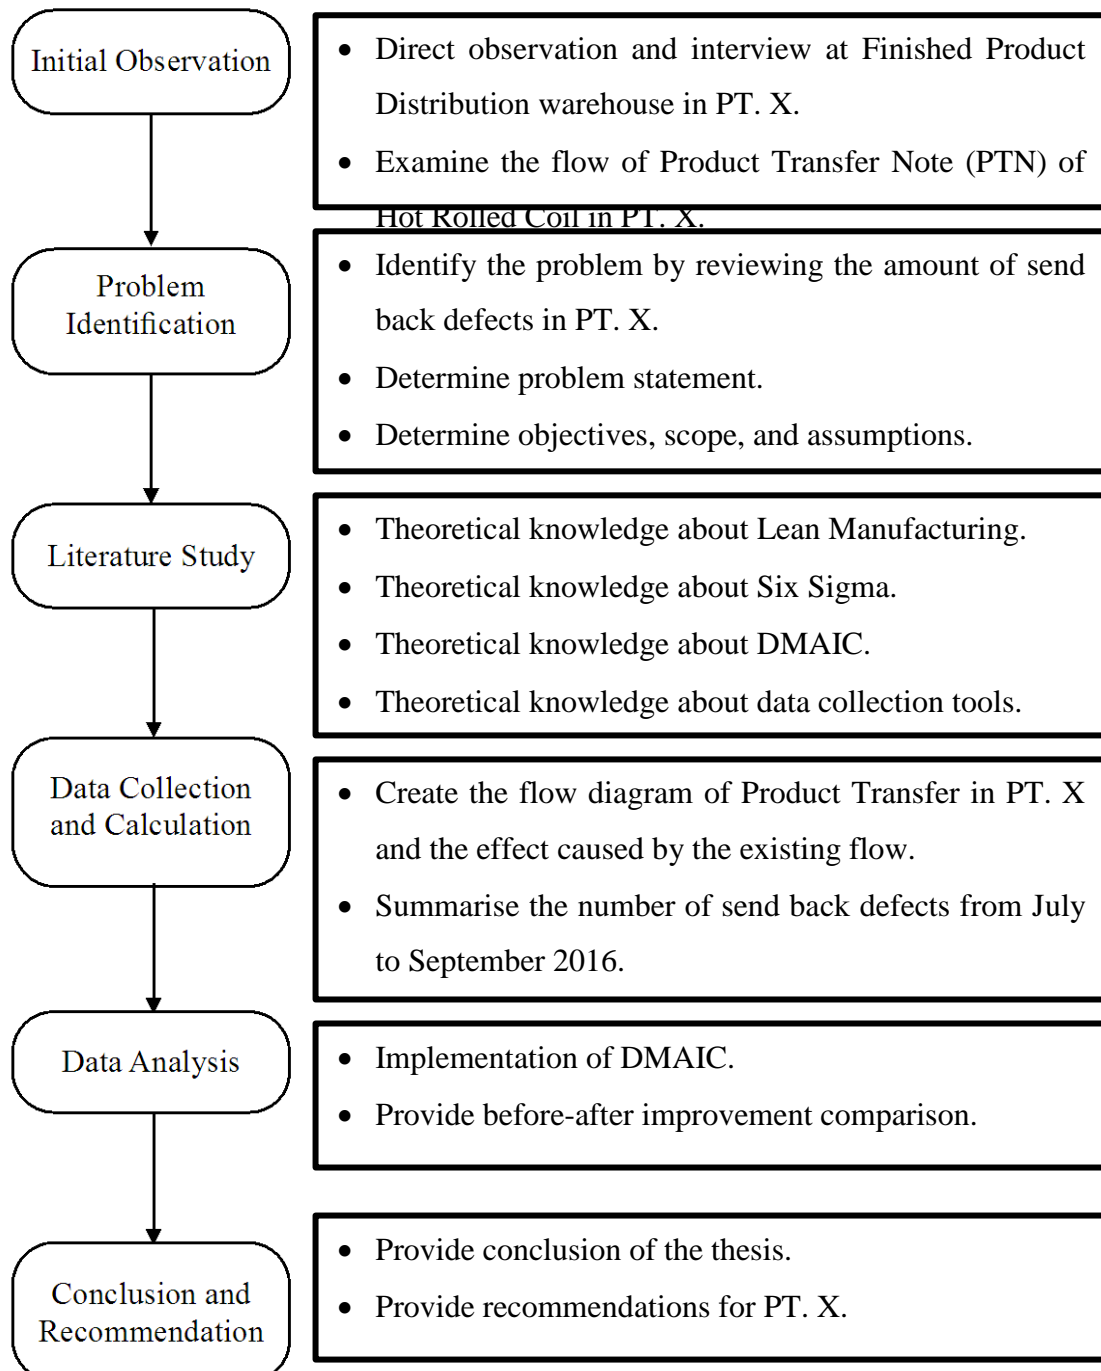 Initial Observation
• Direct observation and interview at Finished Product
Distribution warehouse in PT. X.
• Examine the flow of Product Transfer Note (PTN) of
Hot Rolled Coil in PT. X.
Problem
Identification
• Identify the problem by reviewing the amount of send
back defects in PT. X.
• Determine problem statement.
• Determine objectives, scope, and assumptions.
Literature Study
• Theoretical knowledge about Lean Manufacturing.
• Theoretical knowledge about Six Sigma.
• Theoretical knowledge about DMAIC.
• Theoretical knowledge about data collection tools.
Data Collection
and Calculation
• Create the flow diagram of Product Transfer in PT. X
and the effect caused by the existing flow.
• Summarise the number of send back defects from July
to September 2016.
Data Analysis
• Implementation of DMAIC.
• Provide before-after improvement comparison.
Conclusion and
Recommendation
• Provide conclusion of the thesis.
• Provide recommendations for PT. X.